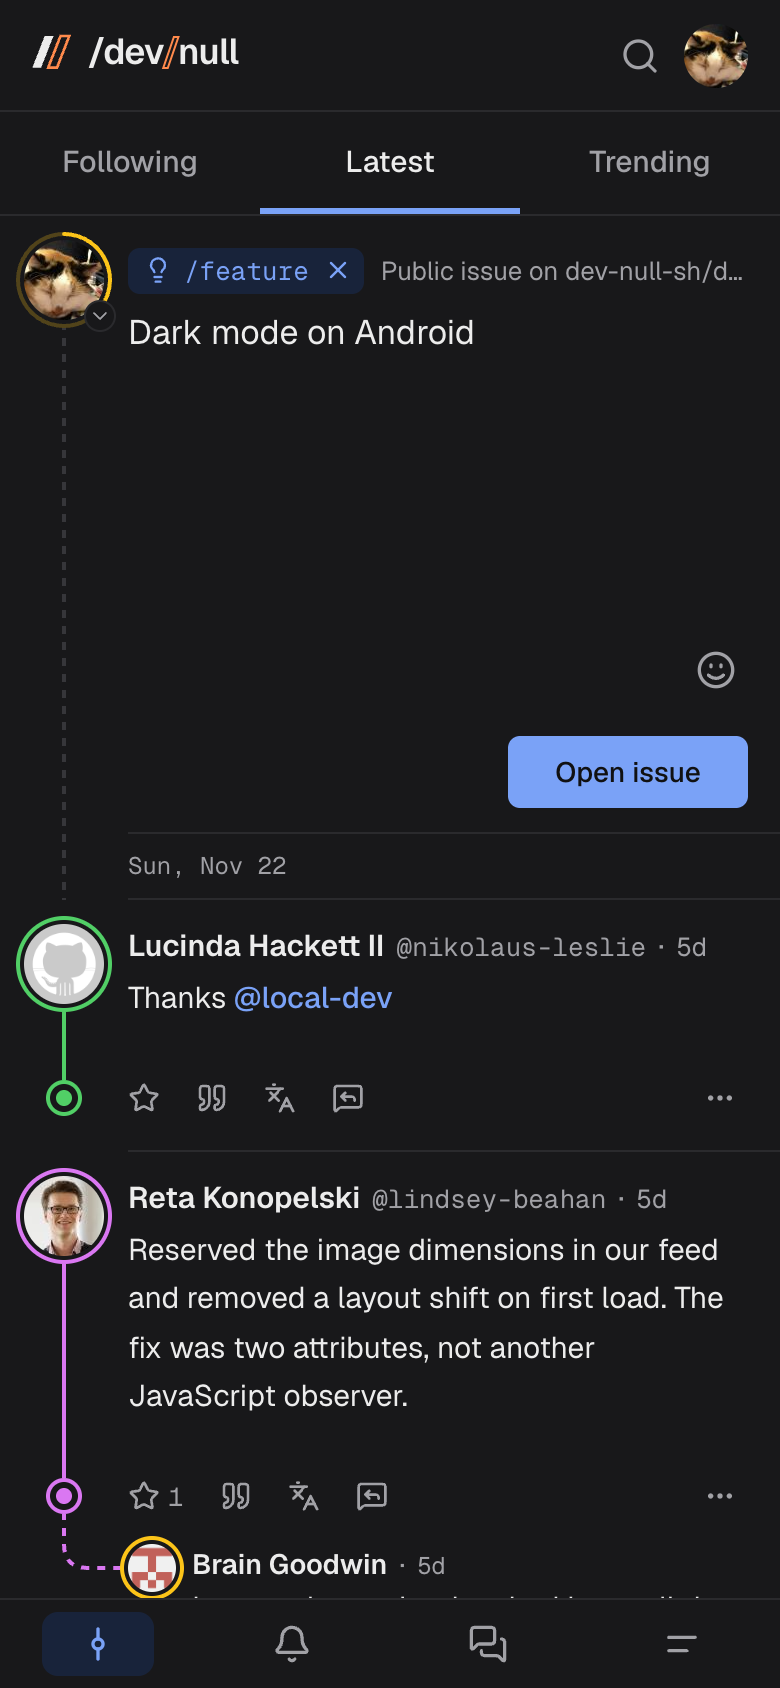 /dev/null
Following
Latest
Trending
/feature
Public issue on dev-null-sh/d...
Dark mode on Android
Open issue
Sun, Nov 22
Lucinda Hackett II @nikolaus-leslie · 5d
Thanks @local-dev
Reta Konopelski @lindsey-beahan · 5d
Reserved the image dimensions in our feed
and removed a layout shift on first load. The
fix was two attributes, not another
JavaScript observer.
1
Brain Goodwin · 5d